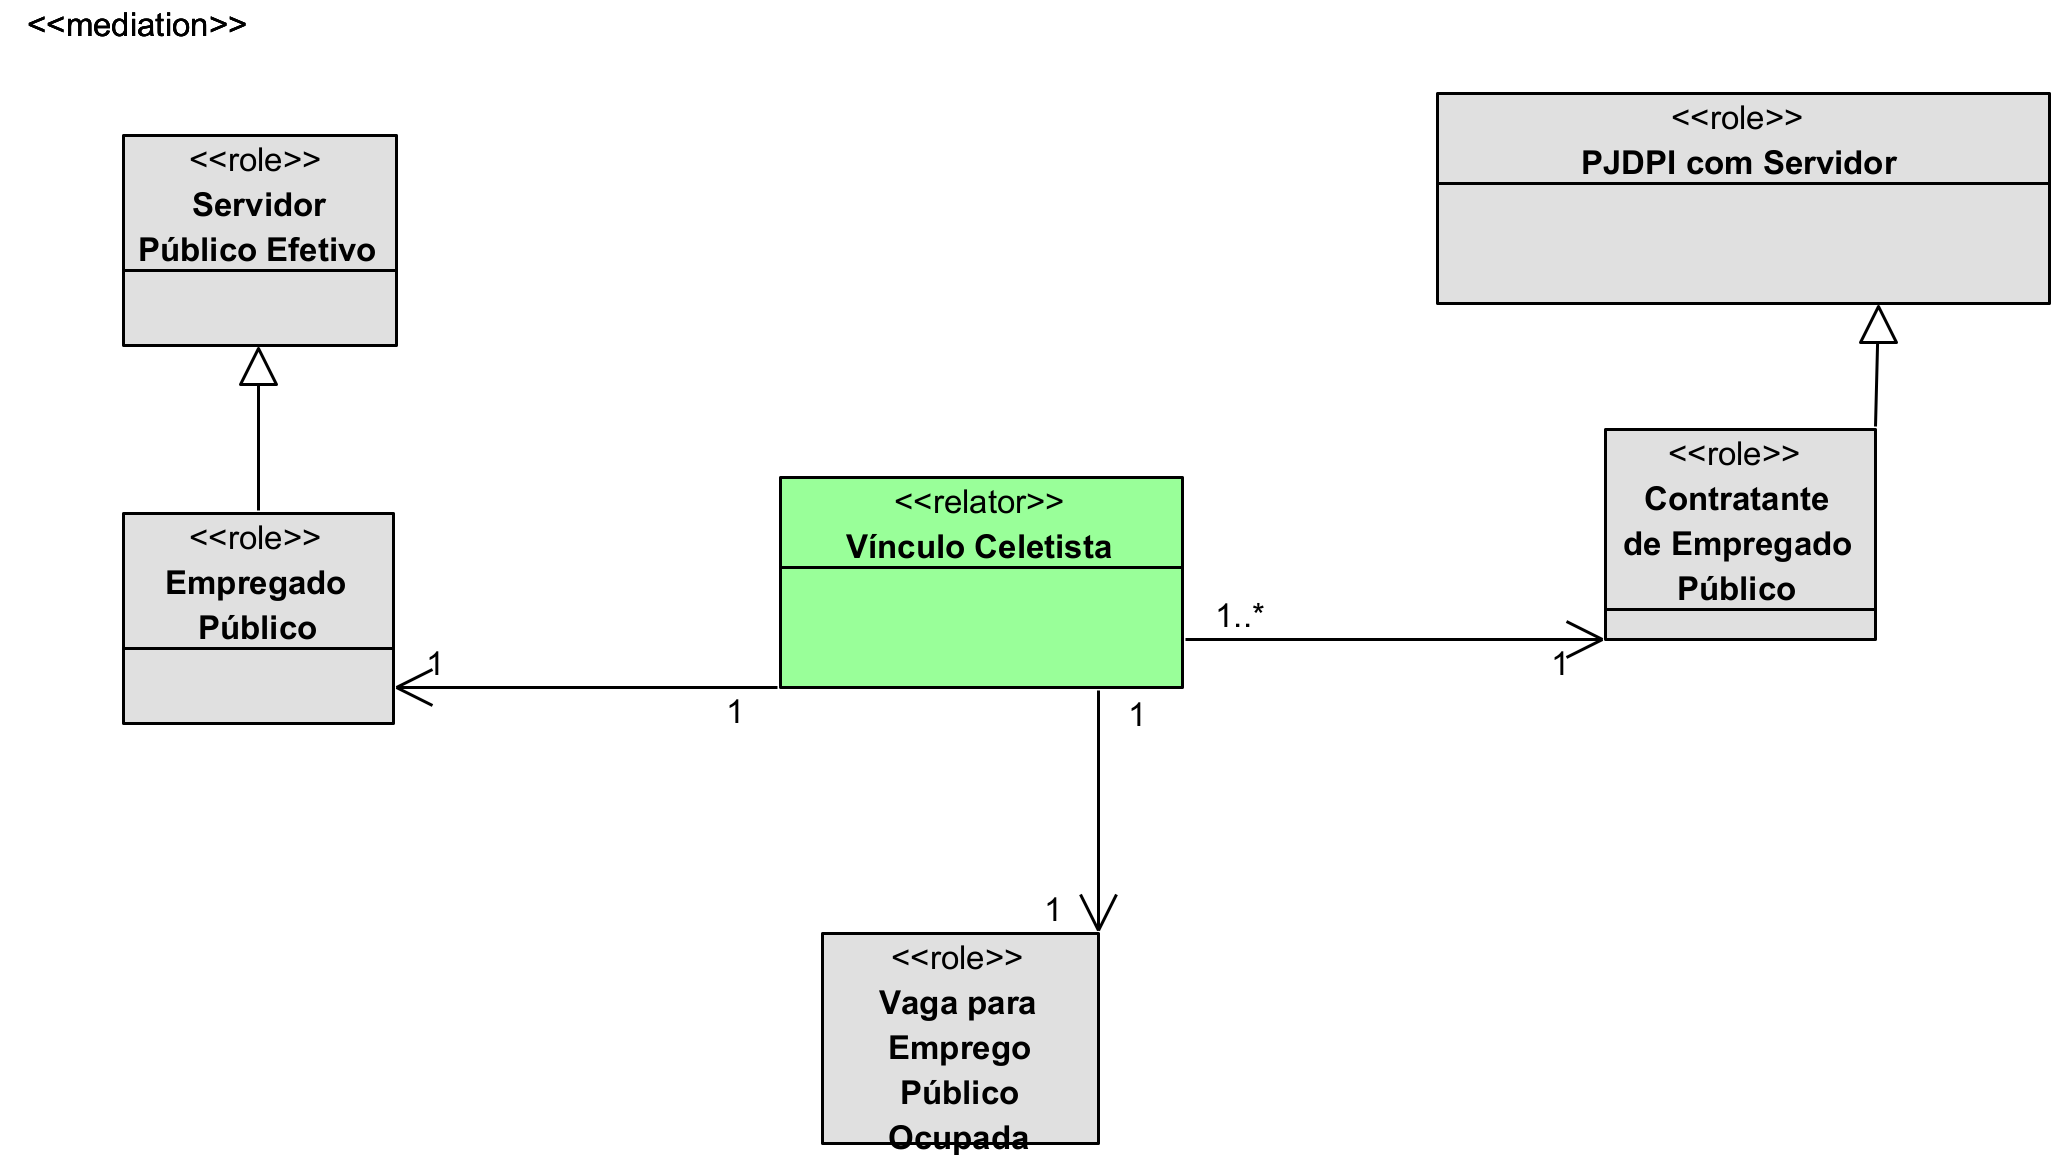 <<mediation>>
<<role>>
PJDPI com Servidor
<<role>>
Servidor
Público Efetivo
<<role>>
Contratante
de Empregado
Público
<<relator>>
Vínculo Celetista
<<role>>
Empregado
Público
1..*
1
1
1
1
1
<<role>>
Vaga para
Emprego
Público
Ocupada